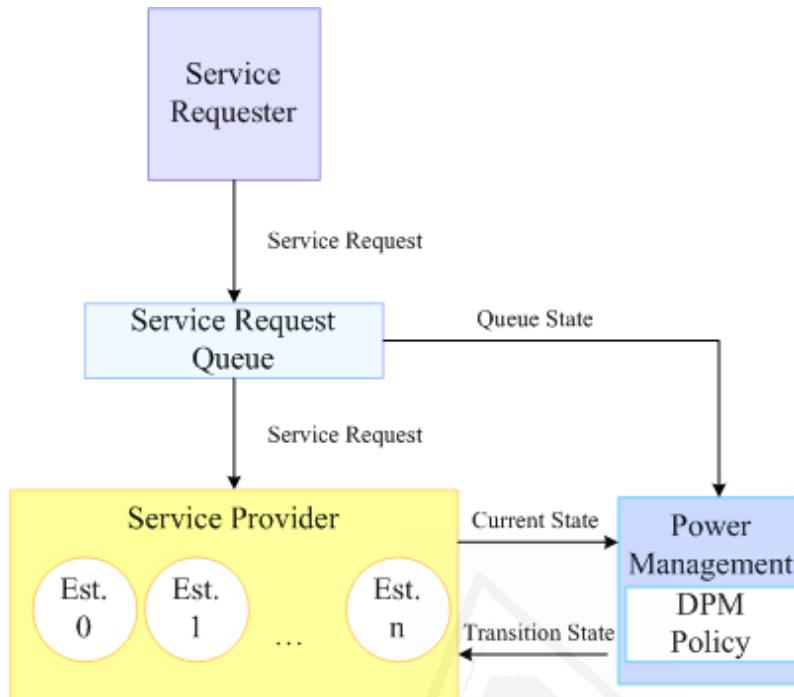 Service
Requester
Service Request
Service Request
Queue
Queue State
Service Request
Service Provider
Est.
0
Est.
1
...
Est.
n
Current State
Transition State
Power
Management
DPM
Policy